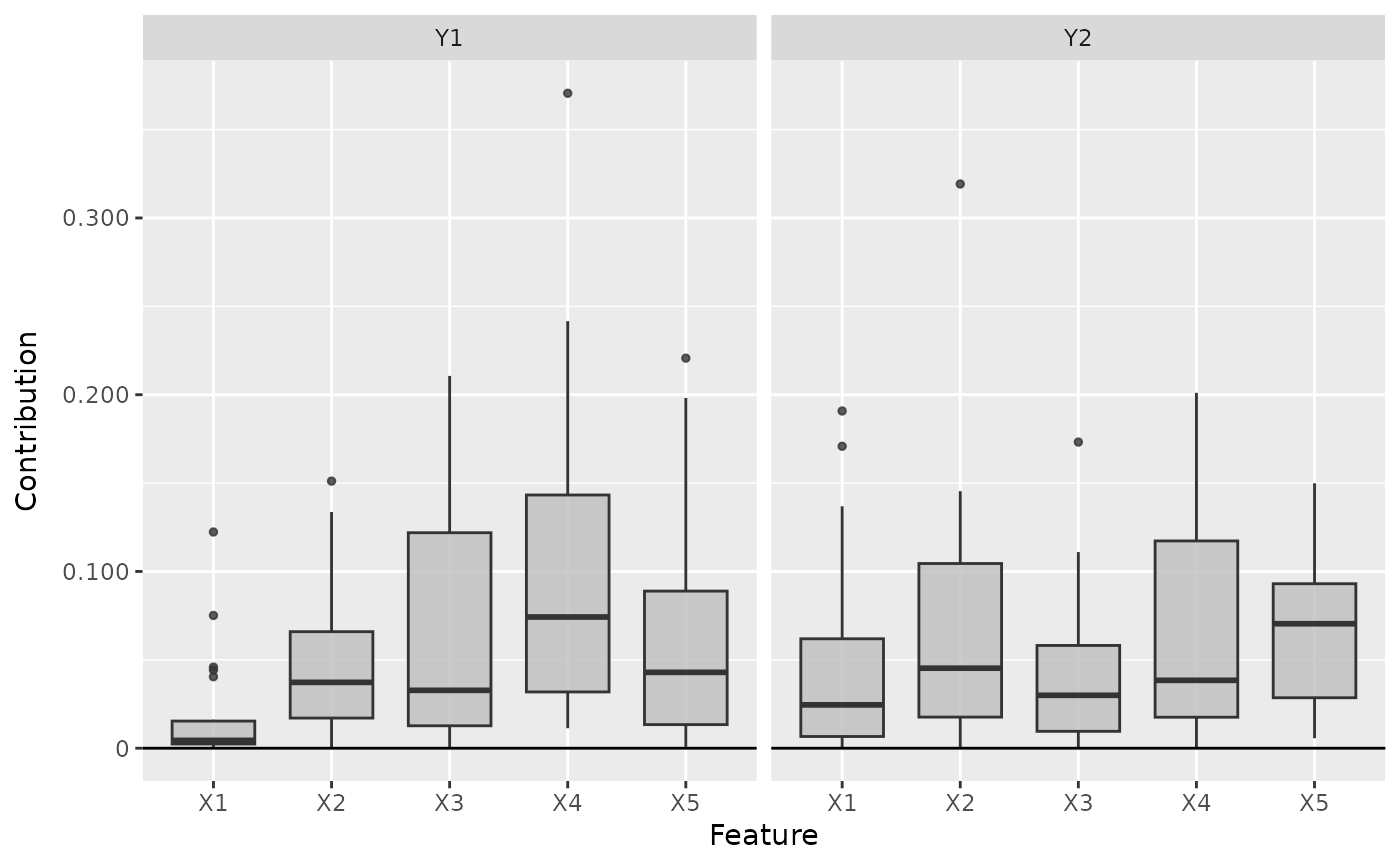 Y1
Y2
Contribution
0.300
0.200
0.100
0
X1 X2 X3 X4 X5
X1 X2 X3 X4 X5
Feature